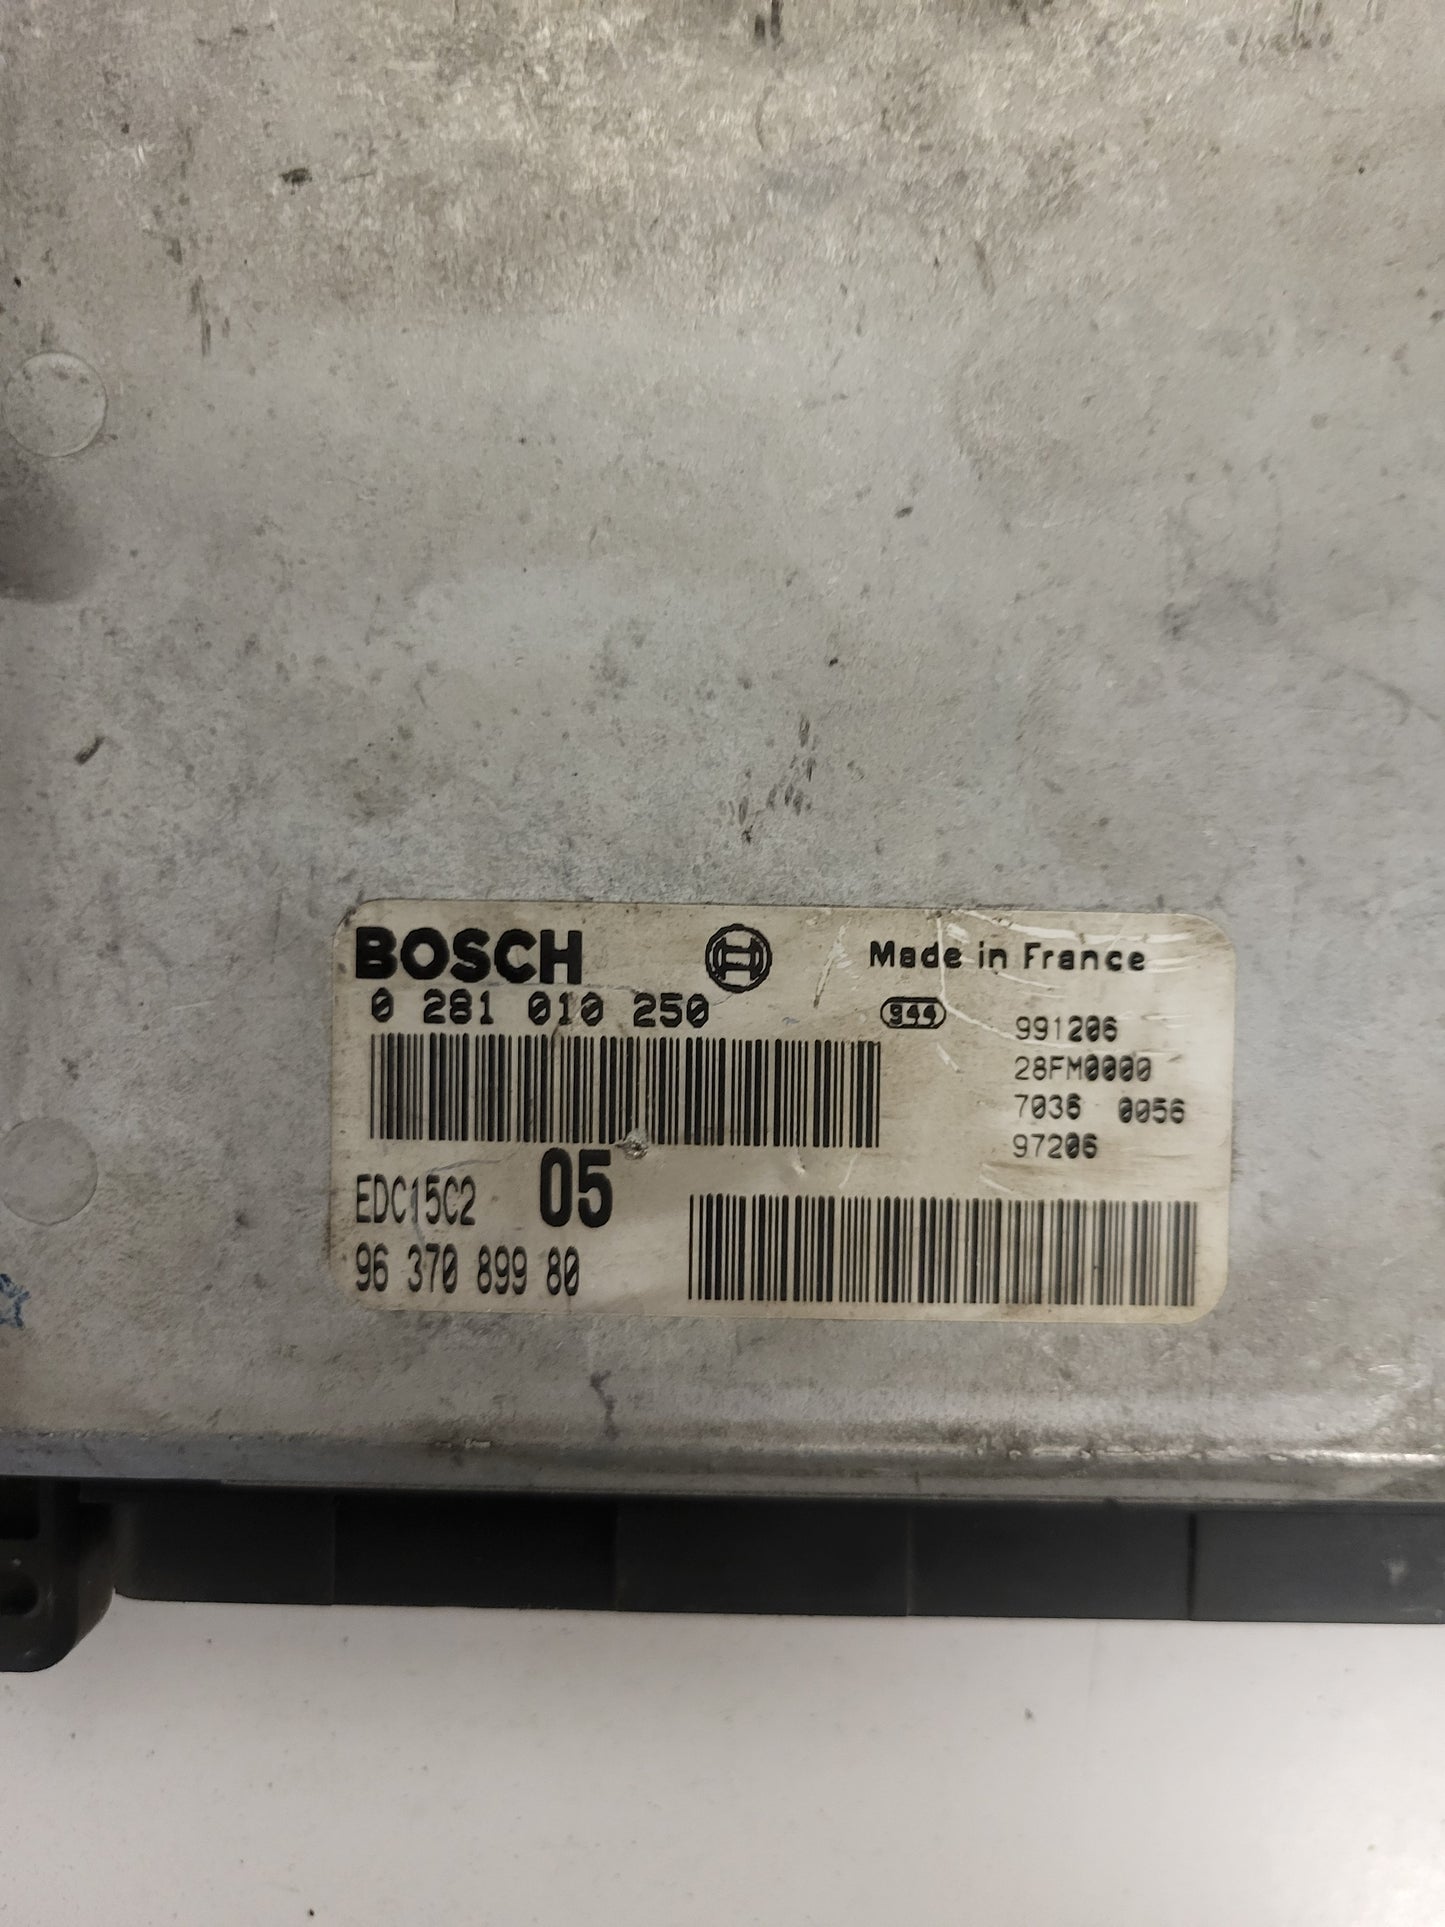 BOSCH
Made in France
0 281 010 250
944
991206
28FM0000
7036 0056
97206
EDC15C2 05
96 370 899 80